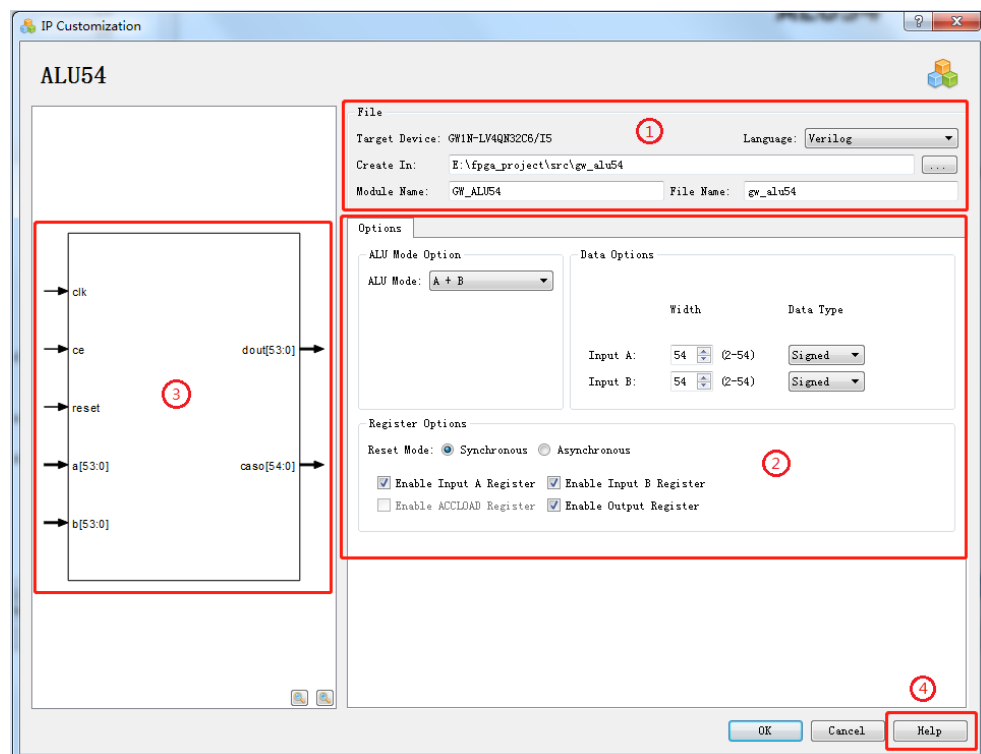 IP Customization
ALU54
File
Target Device: GW1N-LV4QN32C6/I5
Language: Verilog
①
Create In: E:\fpga_project\src\gw_alu54 ...
Module Name: GW_ALU54 File Name: gw_alu54
Options
ALU Mode Option
ALU Mode: A + B
Data Options
Width Data Type
Input A: 54 (2-54) Signed
Input B: 54 (2-54) Signed
Register Options
Reset Mode: Synchronous Asynchronous
Enable Input A Register Enable Input B Register
Enable ACCLOAD Register Enable Output Register
②
clk
ce dout[53:0]
③
reset
a[53:0] caso[54:0]
b[53:0]
④
OK Cancel Help